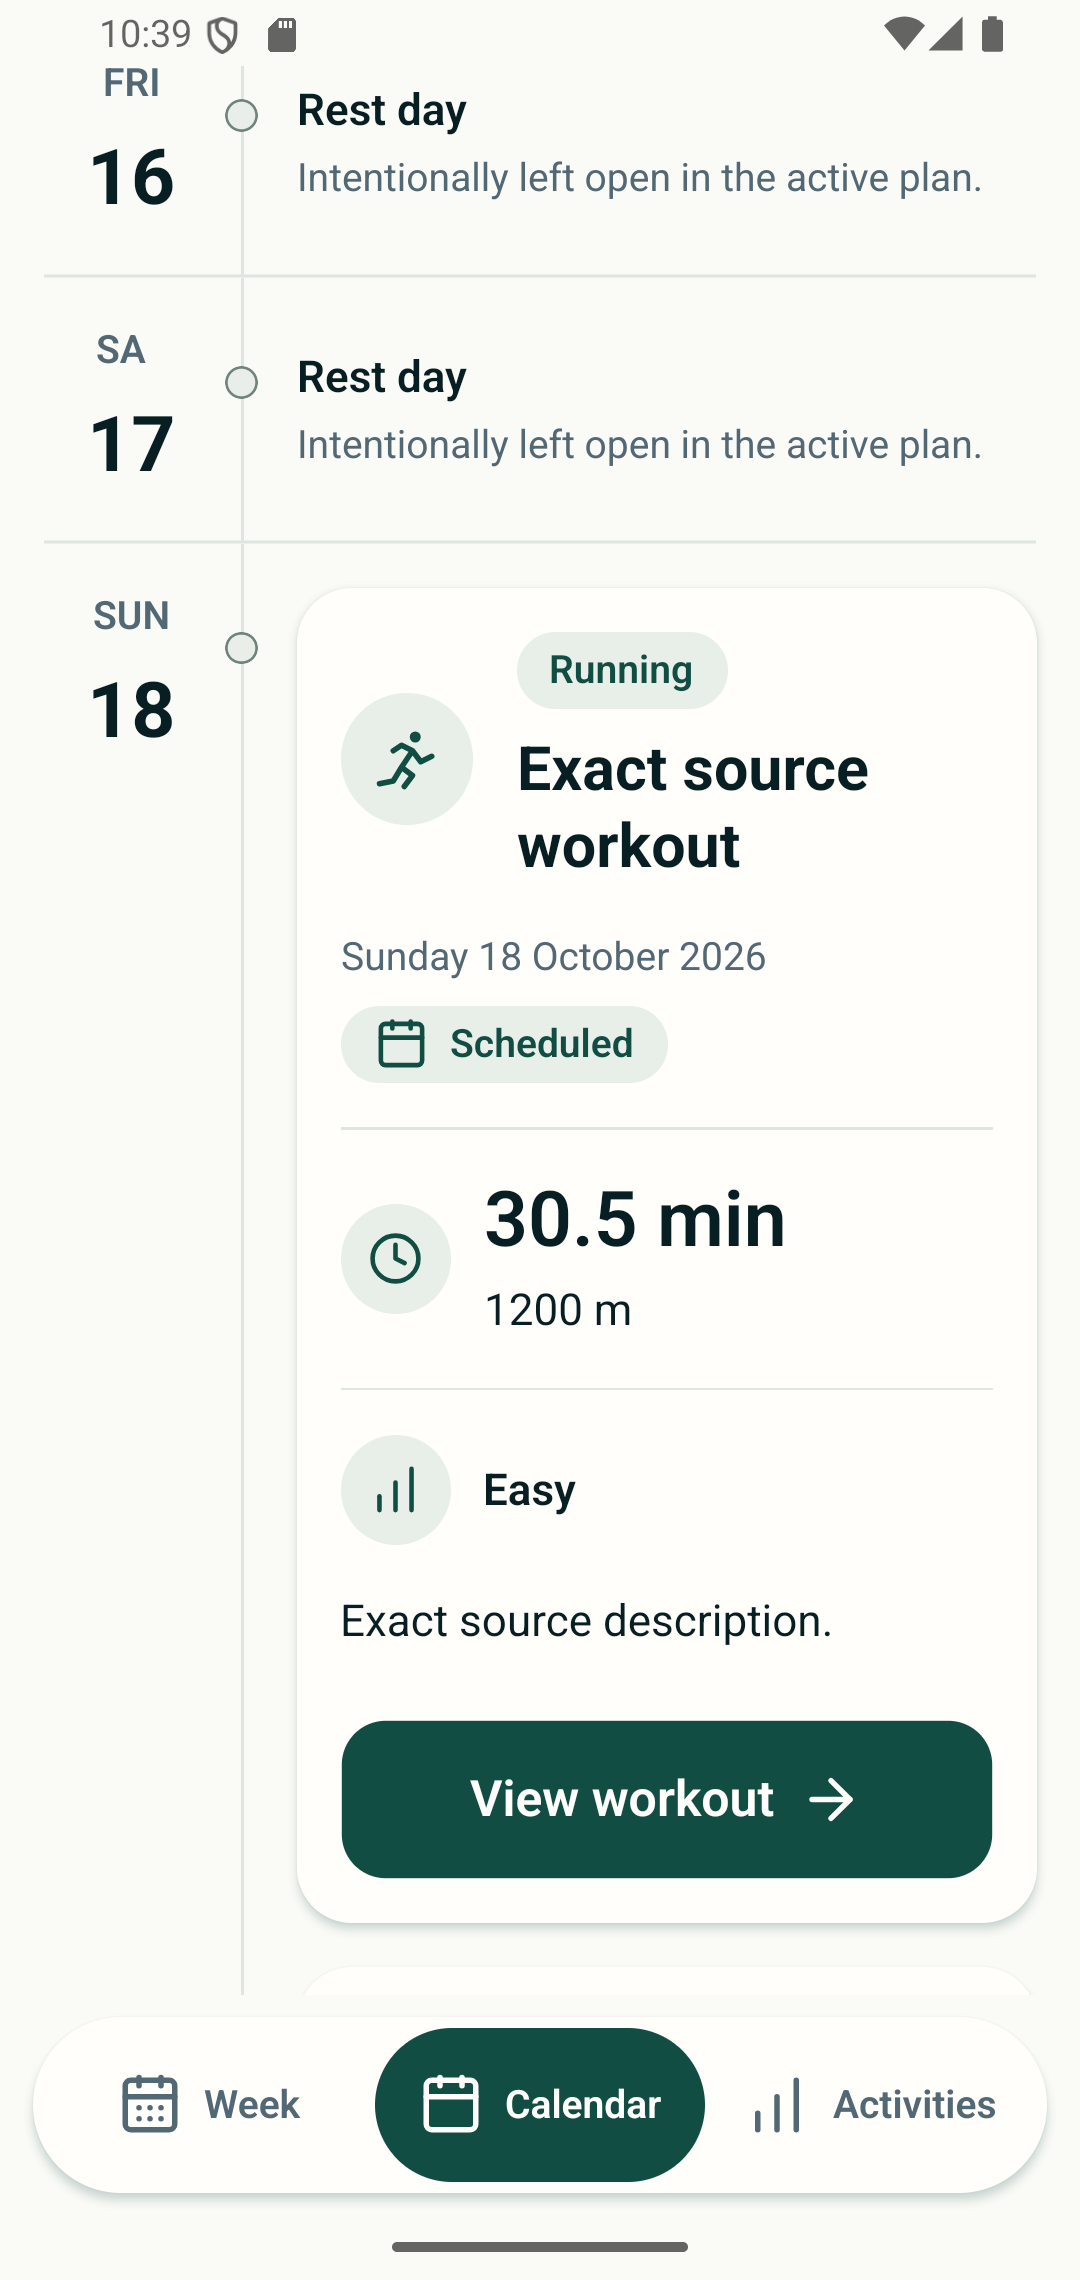 10:39
FRI
16
Rest day
Intentionally left open in the active plan.
SA
17
Rest day
Intentionally left open in the active plan.
SUN
18
Running
Exact source
workout
Sunday 18 October 2026
Scheduled
30.5 min
1200 m
Easy
Exact source description.
View workout
Week
Calendar
Activities